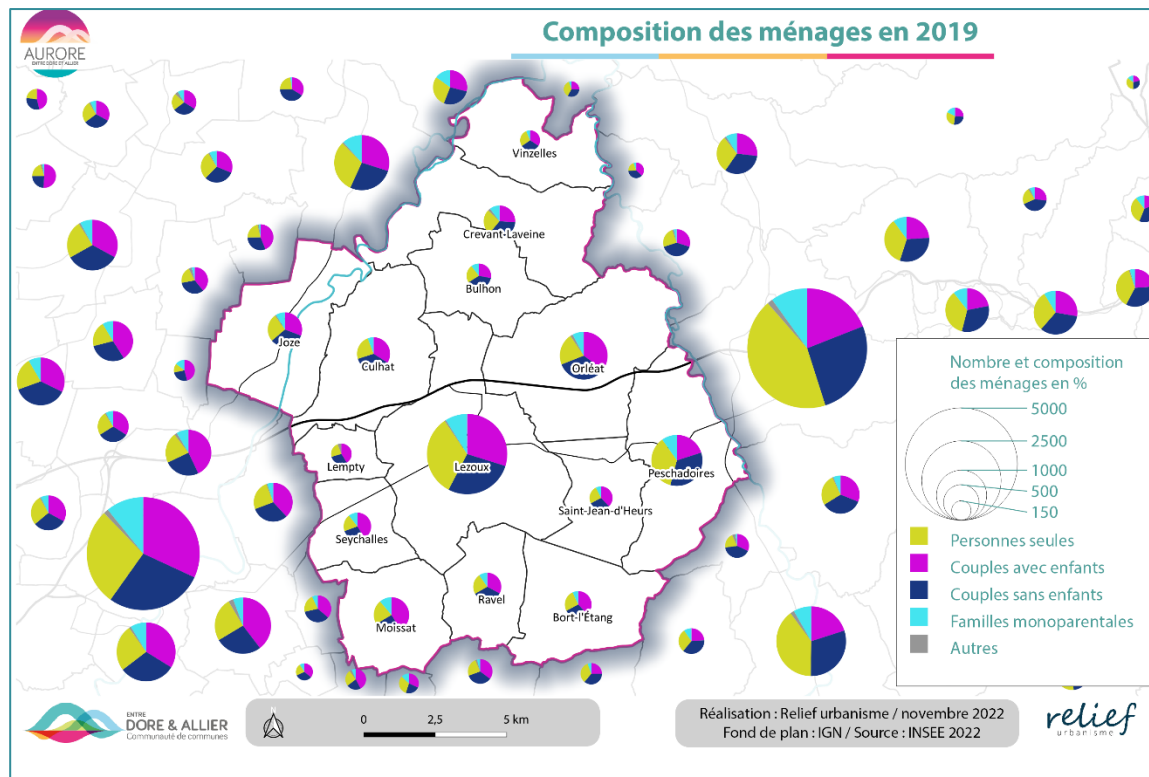 AURORE
ENTRE DORE ET ALLIER
Composition des ménages en 2019
Vinzelles
Crevant-Laveine
Bulhon
Joze
Culhat
Orléat
Lempty
Lezoux
Peschadoires
Saint-Jean-d'Heurs
Seychalles
Ravel
Bort-l'Étang
Moissat
Nombre et composition
des ménages en %
5000
2500
1000
500
150
Personnes seules
Couples avec enfants
Couples sans enfants
Familles monoparentales
Autres
ENTRE
DORE & ALLIER
Communauté de communes
0 2,5 5 km
Réalisation : Relief urbanisme / novembre 2022
Fond de plan : IGN / Source : INSEE 2022
relief
urbanisme